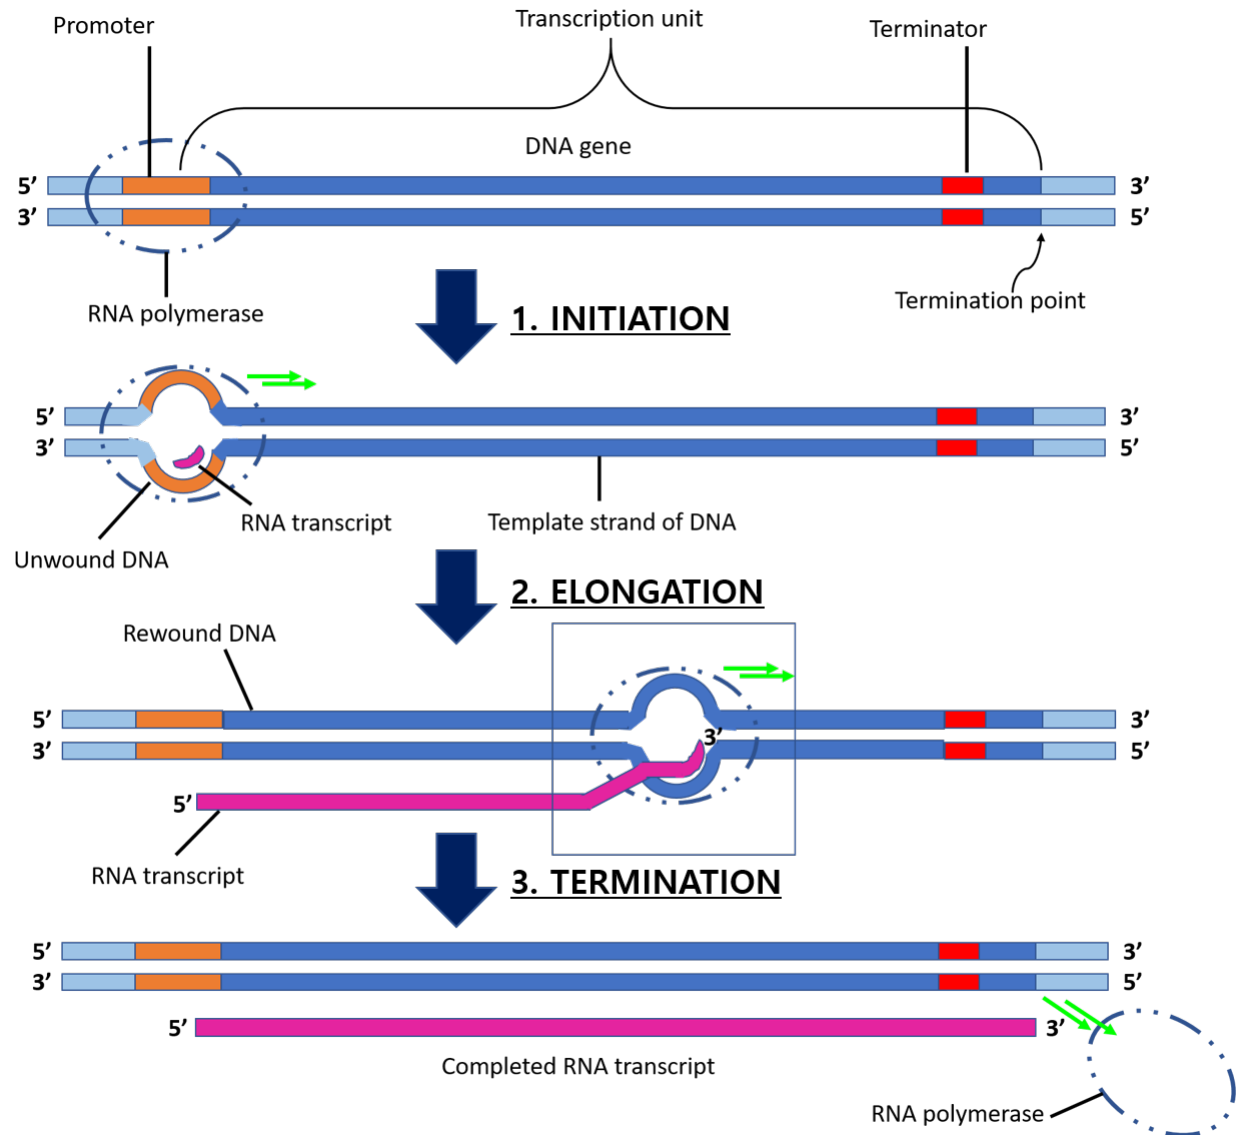 Promoter
Transcription unit
Terminator
DNA gene
5’ 3’
3’ 5’
RNA polymerase
Termination point
1. INITIATION
5’ 3’
3’ 5’
RNA transcript
Template strand of DNA
Unwound DNA
2. ELONGATION
Rewound DNA
5’ 3’
3’
3’ 5’
5’
RNA transcript
3. TERMINATION
5’ 3’
3’ 5’
5’ 3’
Completed RNA transcript
RNA polymerase